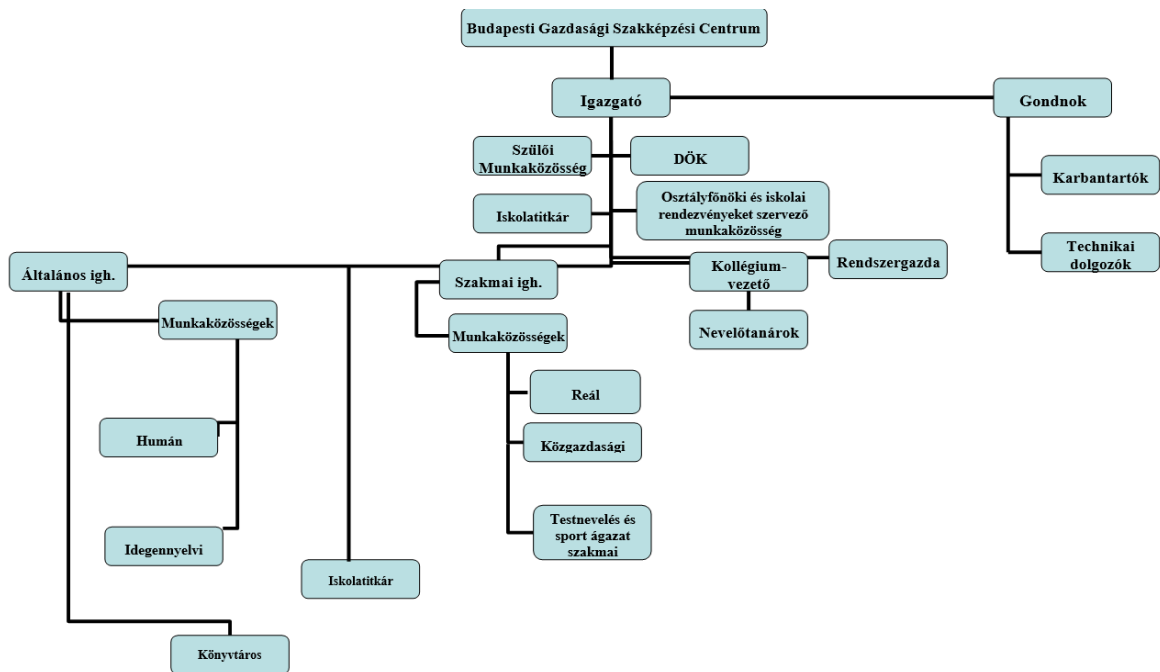 Budapesti Gazdasági Szakképzési Centrum
Igazgató
Gondnok
Szülői
Munkaközösség
DÖK
Karbantartók
Iskolatitkár
Osztályfőnöki és iskolai
rendezvényeket szervező
munkaközösség
Technikai
dolgozók
Általános igh.
Szakmai igh.
Kollégium-
vezető
Rendszergazda
Munkaközösségek
Munkaközösségek
Nevelőtanárok
Reál
Humán
Közgazdasági
Idegennyelvi
Testnevelés és
sport ágazat
szakmai
Iskolatitkár
Könyvtáros